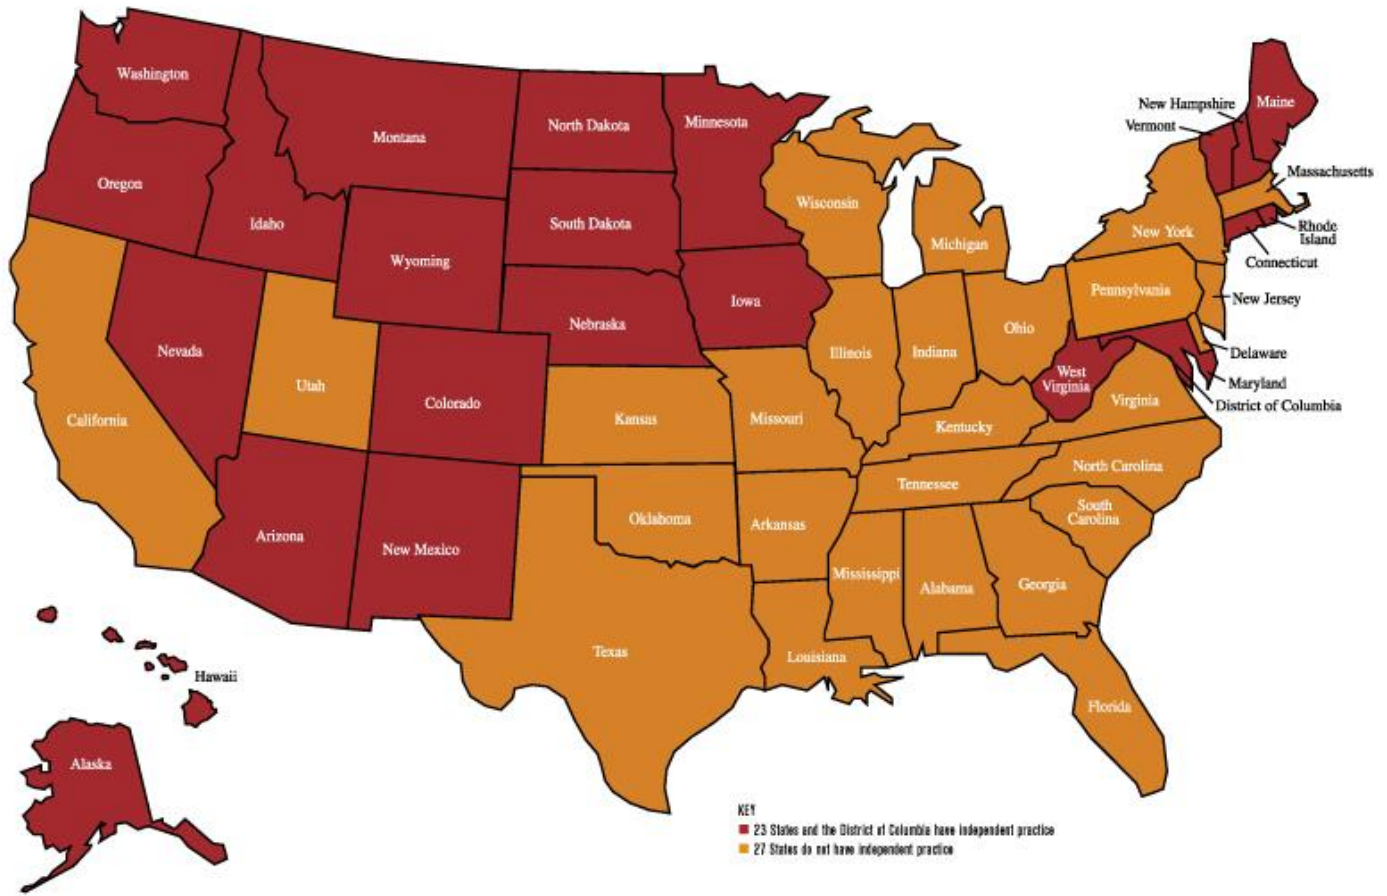 Washington
Montana
North Dakota
Minnesota
New Hampshire
Maine
Vermont
Oregon
Idaho
South Dakota
Wisconsin
Massachusetts
Wyoming
Michigan
New York
Rhode
Island
Connecticut
Nebraska
Iowa
Pennsylvania
New Jersey
Nevada
Utah
Colorado
Illinois
Indiana
Ohio
West
Virginia
Delaware
Maryland
District of Columbia
California
Kansas
Missouri
Kentucky
Virginia
Arizona
New Mexico
Oklahoma
Arkansas
Tennessee
North Carolina
South
Carolina
Mississippi
Alabama
Georgia
Texas
Louisiana
Florida
Hawaii
Alaska
KEY
23 States and the District of Columbia have independent practice
27 States do not have independent practice